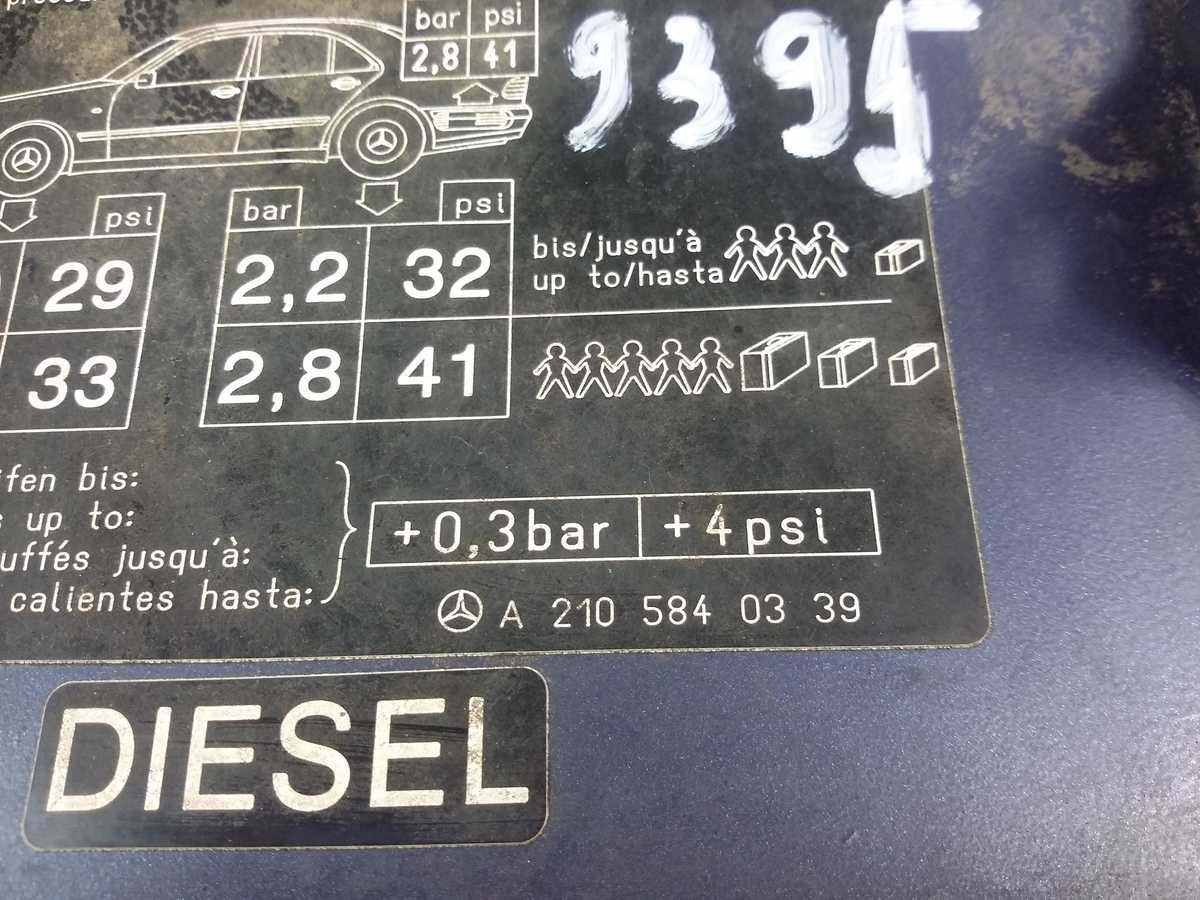 bar psi
2,8 41
9395
psi bar psi
29 2,2 32
bis/jusqu'à
up to/hasta
33 2,8 41
ifen bis:
s up to:
uffés jusqu'à:
calientes hasta:
+0,3bar +4psi
A 210 584 03 39
DIESEL